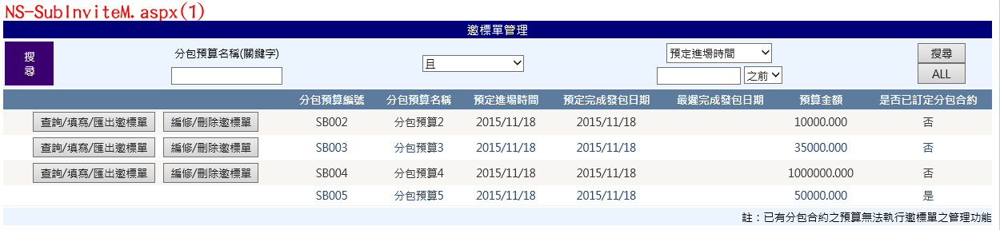 NS-SubInviteM.aspx(1)
邀標單管理
搜尋 分包預算名稱(關鍵字) 且 預定進場時間 之前 搜尋 ALL
分包預算編號 分包預算名稱 預定進場時間 預定完成發包日期 最遲完成發包日期 預算金額 是否已訂定分包合約
查詢/填寫/匯出邀標單 編修/刪除邀標單 SB002 分包預算2 2015/11/18 2015/11/18 10000.000 否
查詢/填寫/匯出邀標單 編修/刪除邀標單 SB003 分包預算3 2015/11/18 2015/11/18 35000.000 否
查詢/填寫/匯出邀標單 編修/刪除邀標單 SB004 分包預算4 2015/11/18 2015/11/18 1000000.000 否
SB005 分包預算5 2015/11/18 2015/11/18 50000.000 是
註：已有分包合約之預算無法執行邀標單之管理功能